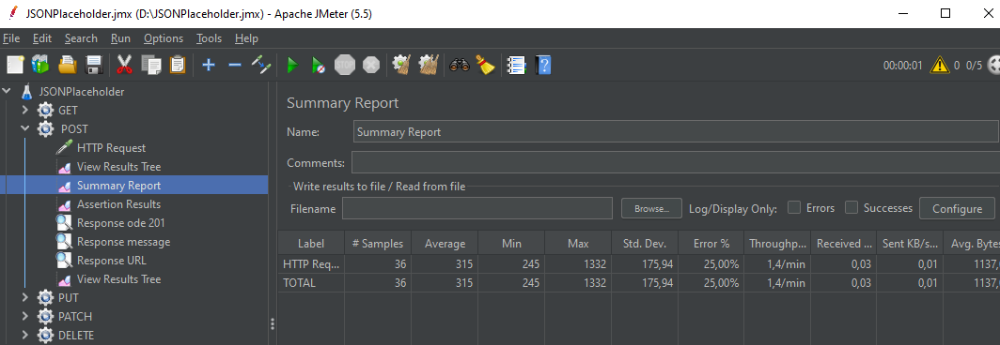 JSONPlaceholder.jmx (D:\JSONPlaceholder.jmx) - Apache JMeter (5.5)
File Edit Search Run Options Tools Help
STOP
00:00:01 0 0/5
JSONPlaceholder
GET
POST
HTTP Request
View Results Tree
Summary Report
Assertion Results
Response ode 201
Response message
Response URL
View Results Tree
PUT
PATCH
DELETE
Summary Report
Name: Summary Report
Comments:
Write results to file / Read from file
Filename Browse... Log/Display Only: Errors Successes Configure
Label # Samples Average Min Max Std. Dev. Error % Throughp... Received ... Sent KB/s... Avg. Bytes
HTTP Req... 36 315 245 1332 175,94 25,00% 1,4/min 0,03 0,01 1137,
TOTAL 36 315 245 1332 175,94 25,00% 1,4/min 0,03 0,01 1137,